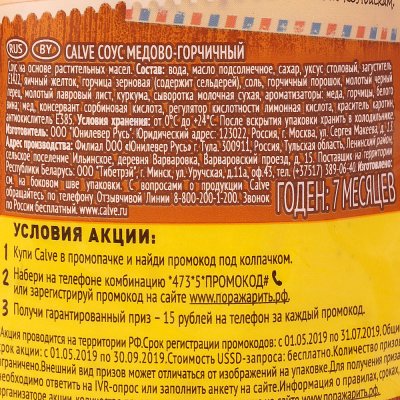 RUS BY CALVE СОУС МЕДОВО-ГОРЧИЧНЫЙ
Соус на основе растительных масел. Состав: вода, масло подсолнечное, сахар, уксус столовый, загуститель
E1422, яичный желток, горчица зерновая (содержит сельдерей), соль, горчичный порошок, молотый черный
перец, молотый лавровый лист, куркума, сыворотка молочная сухая, ароматизаторы: меда, горчицы, белого
вина; мед, консервант сорбиновая кислота, регулятор кислотности лимонная кислота, краситель каротин,
антиокислитель E385. Условия хранения: от 0°C до +24°C. После вскрытия упаковки хранить в холодильнике.
Изготовитель: ООО "Юнилевер Русь". Юридический адрес: 123022, Россия, г. Москва, ул. Сергея Макеева, д. 13.
Адрес производства: Филиал ООО «Юнилевер Русь» г. Тула, 300911, Россия, Тульская область, Ленинский район,
сельское поселение Ильинское, деревня Варваровка, Варваровский проезд, д. 15. Поставщик на территории
Республики Беларусь: ООО "Тибетрэй", г. Минск, ул. Уручская, д.11а, оф.43, тел. (+37517) 389-06-40. Изготовлено:
см. на боковом шве упаковки. С вопросами о продукции Calve
обращайтесь по телефону Отзывчивой Линии 8-800-200-1-200. Звонок
по России бесплатный. www.calve.ru
ГОДЕН: 7 МЕСЯЦЕВ
УСЛОВИЯ АКЦИИ:
1 Купи Calve в промопачке и найди промокод под колпачком.
2 Набери на телефоне комбинацию *473*5*ПРОМОКОД#
или зарегистрируй промокод на сайте www.поражарить.рф.
3 Получи гарантированный приз – 15 рублей на телефон за каждый промокод.
Акция проводится на территории РФ.Срок регистрации промокодов: с 01.05.2019 до 31.07.2019.
срок акции: с 01.05.2019 по 30.09.2019.Стоимость USSD-запроса: бесплатно.Количество призов
ограничено.Внешний вид призов может отличаться от изображения на упаковке.Для получения приза
необходимо ответить на IVR-опрос или заполнить анкету на сайте.Информация о правилах, сроках,
организаторе акции, количестве